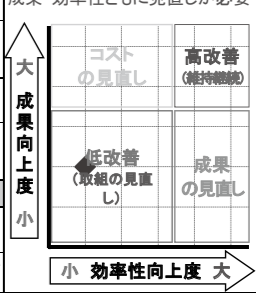 成果・効率性ともに見直しが必要
大
成果向上度
小
コスト
の見直し
高改善
(維持継続)
低改善
(取組の見直
し)
成果
の見直し
小 効率性向上度 大